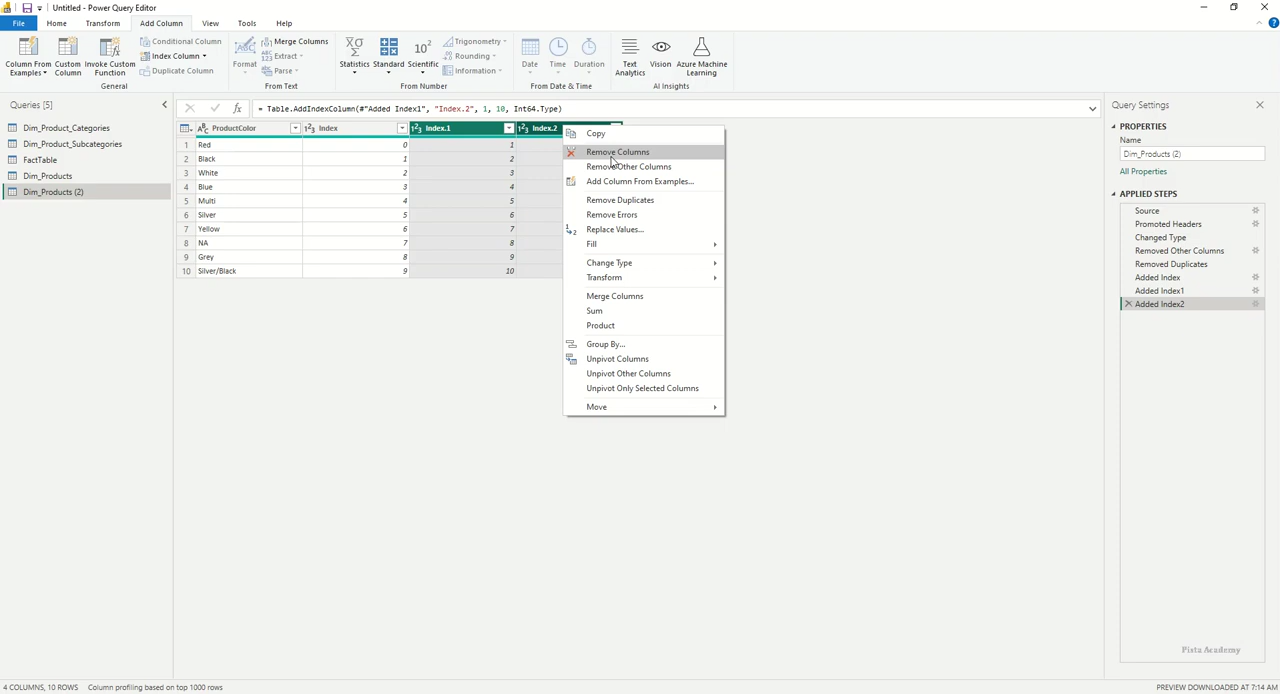 Untitled - Power Query Editor
File Home Transform Add Column View Tools Help
Column From Examples
Custom Column
Invoke Custom Function
Conditional Column
Index Column
Duplicate Column
General
Format
Merge Columns
Extract
Parse
From Text
Statistics
Standard
Scientific
Trigonometry
Rounding
Information
From Number
Date
Time
Duration
From Date & Time
Text Analytics
Vision
Azure Machine Learning
AI Insights
Queries [5]
Dim_Product_Categories
Dim_Product_Subcategories
FactTable
Dim_Products
Dim_Products (2)
= Table.AddIndexColumn(#"Added Index1", "Index.2", 1, 10, Int64.Type)
ProductColor Index Index.1 Index.2
1 Red 0 1
2 Black 1 2
3 White 2 3
4 Blue 3 4
5 Multi 4 5
6 Silver 5 6
7 Yellow 6 7
8 NA 7 8
9 Grey 8 9
10 Silver/Black 9 10
Copy
Remove Columns
Remove Other Columns
Add Column From Examples...
Remove Duplicates
Remove Errors
Replace Values...
Fill
Change Type
Transform
Merge Columns
Sum
Product
Group By...
Unpivot Columns
Unpivot Other Columns
Unpivot Only Selected Columns
Move
Query Settings
PROPERTIES
Name
Dim_Products (2)
All Properties
APPLIED STEPS
Source
Promoted Headers
Changed Type
Removed Other Columns
Removed Duplicates
Added Index
Added Index1
Added Index2
Pista Academy
4 COLUMNS, 10 ROWS Column profiling based on top 1000 rows
PREVIEW DOWNLOADED AT 7:14 AM